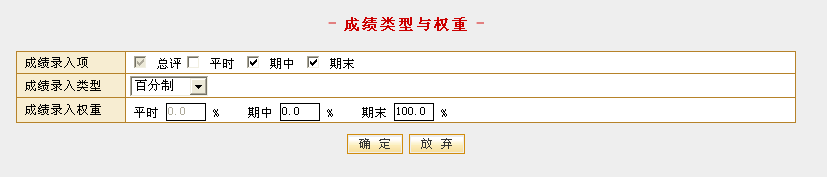 - 成绩类型与权重 -
成绩录入项 总评 平时 期中 期末
成绩录入类型 百分制
成绩录入权重 平时 0.0 % 期中 0.0 % 期末 100.0 %
确 定 放 弃